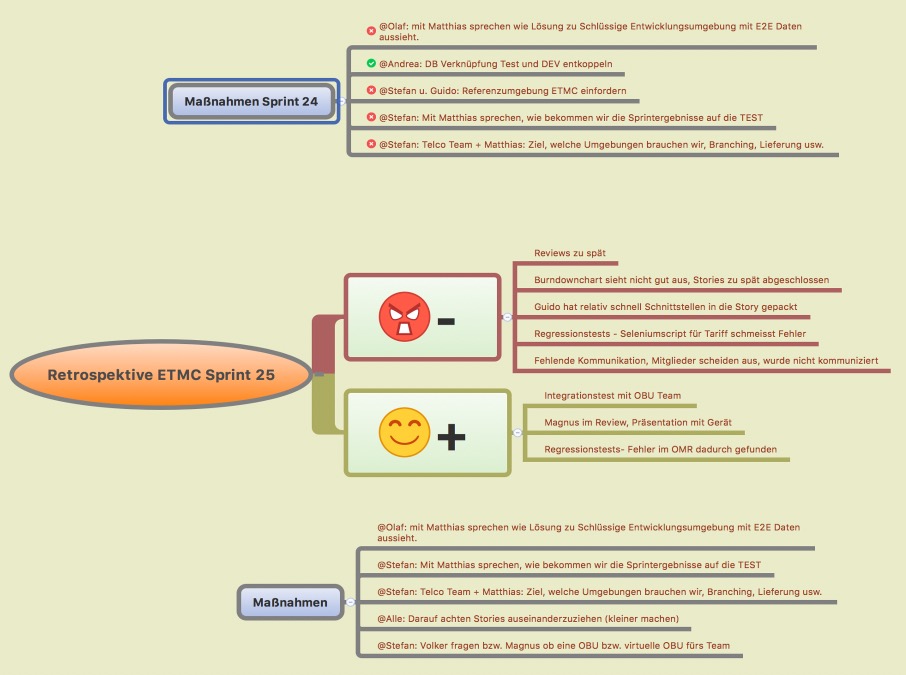 @Olaf: mit Matthias sprechen wie Lösung zu Schlüssige Entwicklungsumgebung mit E2E Daten
aussieht.
@Andrea: DB Verknüpfung Test und DEV entkoppeln
Maßnahmen Sprint 24
@Stefan u. Guido: Referenzumgebung ETMC einfordern
@Stefan: Mit Matthias sprechen, wie bekommen wir die Sprintergebnisse auf die TEST
@Stefan: Telco Team + Matthias: Ziel, welche Umgebungen brauchen wir, Branching, Lieferung usw.
Retrospektive ETMC Sprint 25
-
Reviews zu spät
Burndownchart sieht nicht gut aus, Stories zu spät abgeschlossen
Guido hat relativ schnell Schnittstellen in die Story gepackt
Regressionstests - Seleniumscript für Tariff schmeisst Fehler
Fehlende Kommunikation, Mitglieder scheiden aus, wurde nicht kommuniziert
+
Integrationstest mit OBU Team
Magnus im Review, Präsentation mit Gerät
Regressionstests- Fehler im OMR dadurch gefunden
Maßnahmen
@Olaf: mit Matthias sprechen wie Lösung zu Schlüssige Entwicklungsumgebung mit E2E Daten
aussieht.
@Stefan: Mit Matthias sprechen, wie bekommen wir die Sprintergebnisse auf die TEST
@Stefan: Telco Team + Matthias: Ziel, welche Umgebungen brauchen wir, Branching, Lieferung usw.
@Alle: Darauf achten Stories auseinanderzuziehen (kleiner machen)
@Stefan: Volker fragen bzw. Magnus ob eine OBU bzw. virtuelle OBU fürs Team